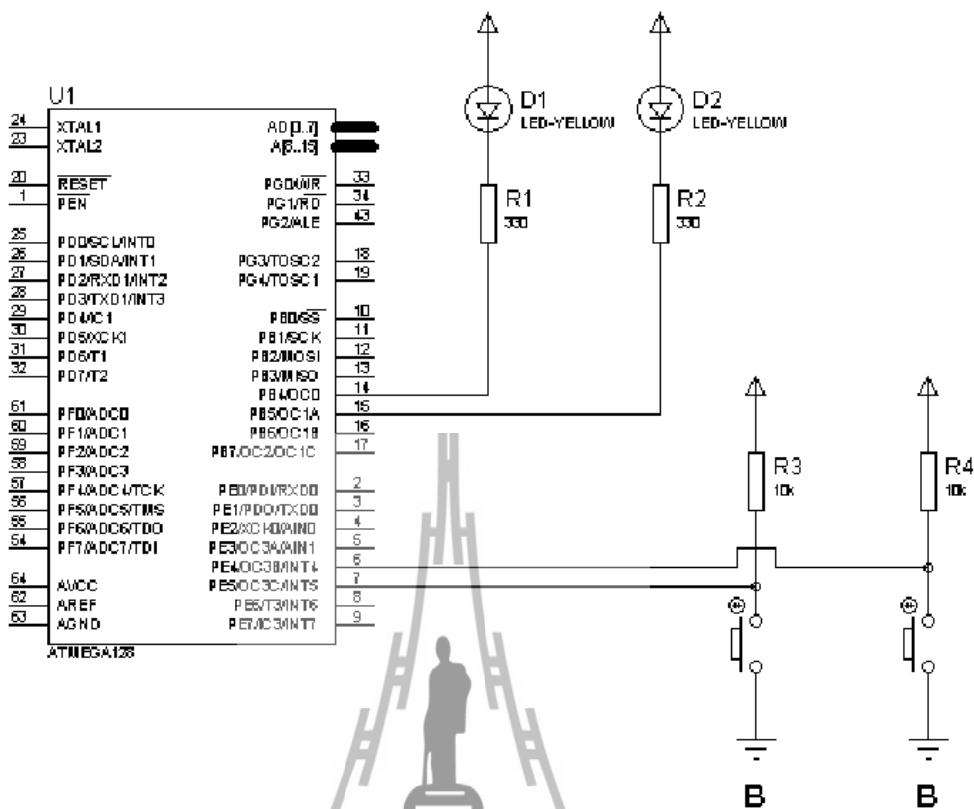 U1
24 XTAL1
23 XTAL2
20 RESET
1 PEN
25 PD0/SCL/INT0
26 PD1/SDA/INT1
27 PD2/RXD1/INT2
28 PD3/TXD1/INT3
29 PD4/IC1
30 PD5/XCK1
31 PD6/T1
32 PD7/T2
61 PF0/ADC0
60 PF1/ADC1
59 PF2/ADC2
58 PF3/ADC3
57 PF4/ADC4/TCK
56 PF5/ADC5/TMS
55 PF6/ADC6/TDO
54 PF7/ADC7/TDI
64 AVCC
62 AREF
63 AGND
AD[0..7]
A[8..15]
PG0/WR 33
PG1/RD 34
PG2/ALE 43
PG3/TOSC2 18
PG4/TOSC1 19
PB0/SS 10
PB1/SCK 11
PB2/MOSI 12
PB3/MISO 13
PB4/OC0 14
PB5/OC1A 15
PB6/OC1B 16
PB7/OC2/OC1C 17
PE0/PDI/RXD0 2
PE1/PDO/TXD0 3
PE2/XCK0/AIN0 4
PE3/OC3A/AIN1 5
PE4/OC3B/INT4 6
PE5/OC3C/INT5 7
PE6/T3/INT6 8
PE7/IC3/INT7 9
ATMEGA128
D1
LED-YELLOW
D2
LED-YELLOW
R1
330
R2
330
R3
10k
R4
10k
B
B